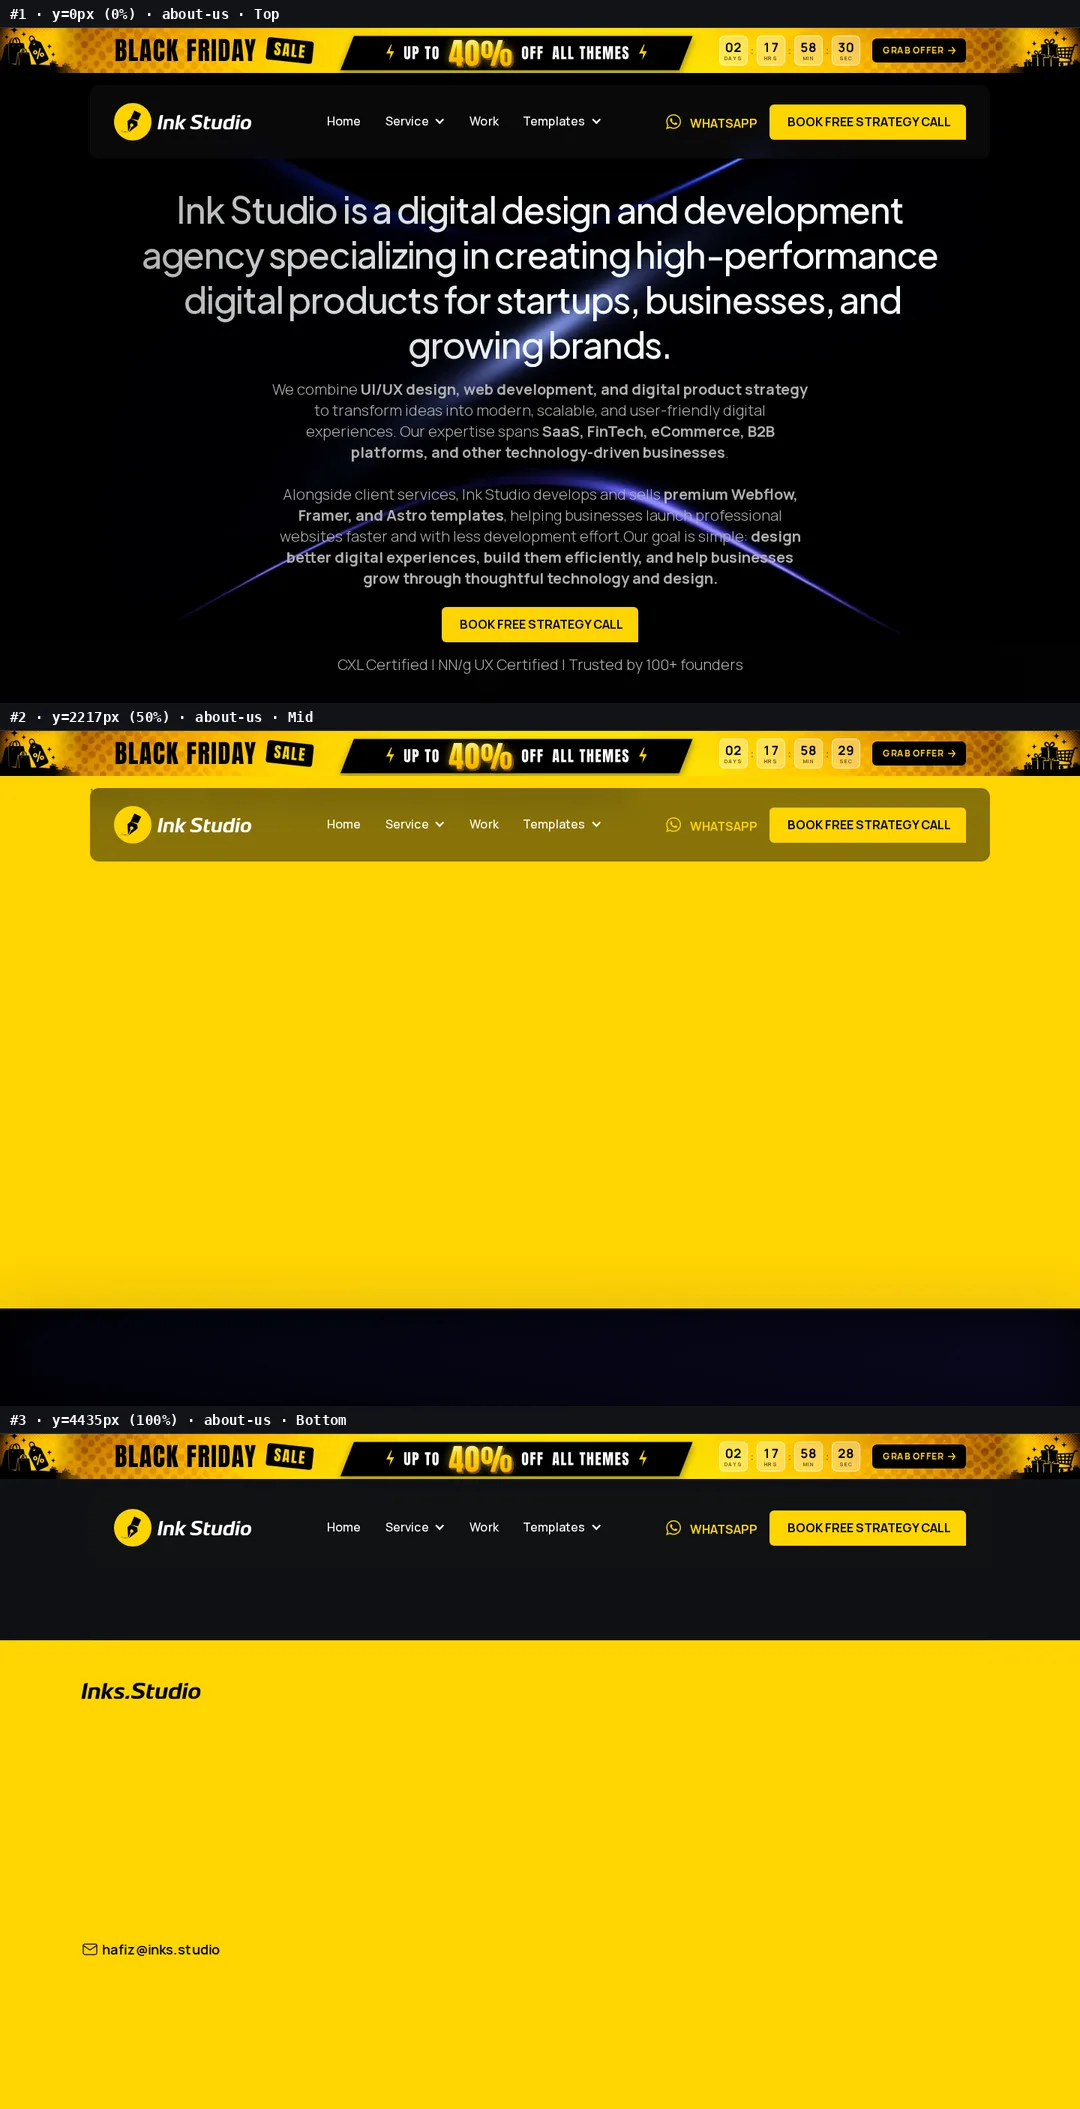 #1 · y=0px (0%) · about-us · Top
BLACK FRIDAY SALE
UP TO 40% OFF ALL THEMES
02 : 17 : 58 : 30
DAYS HRS MIN SEC
GRAB OFFER →
Ink Studio
Home Service Work Templates
WHATSAPP
BOOK FREE STRATEGY CALL
Ink Studio is a digital design and development
agency specializing in creating high-performance
digital products for startups, businesses, and
growing brands.
We combine UI/UX design, web development, and digital product strategy
to transform ideas into modern, scalable, and user-friendly digital
experiences. Our expertise spans SaaS, FinTech, eCommerce, B2B
platforms, and other technology-driven businesses.
Alongside client services, Ink Studio develops and sells premium Webflow,
Framer, and Astro templates, helping businesses launch professional
websites faster and with less development effort.Our goal is simple: design
better digital experiences, build them efficiently, and help businesses
grow through thoughtful technology and design.
BOOK FREE STRATEGY CALL
CXL Certified | NN/g UX Certified | Trusted by 100+ founders
#2 · y=2217px (50%) · about-us · Mid
BLACK FRIDAY SALE
UP TO 40% OFF ALL THEMES
02 : 17 : 58 : 29
DAYS HRS MIN SEC
GRAB OFFER →
Ink Studio
Home Service Work Templates
WHATSAPP
BOOK FREE STRATEGY CALL
#3 · y=4435px (100%) · about-us · Bottom
BLACK FRIDAY SALE
UP TO 40% OFF ALL THEMES
02 : 17 : 58 : 28
DAYS HRS MIN SEC
GRAB OFFER →
Ink Studio
Home Service Work Templates
WHATSAPP
BOOK FREE STRATEGY CALL
Inks.Studio
hafiz@inks.studio